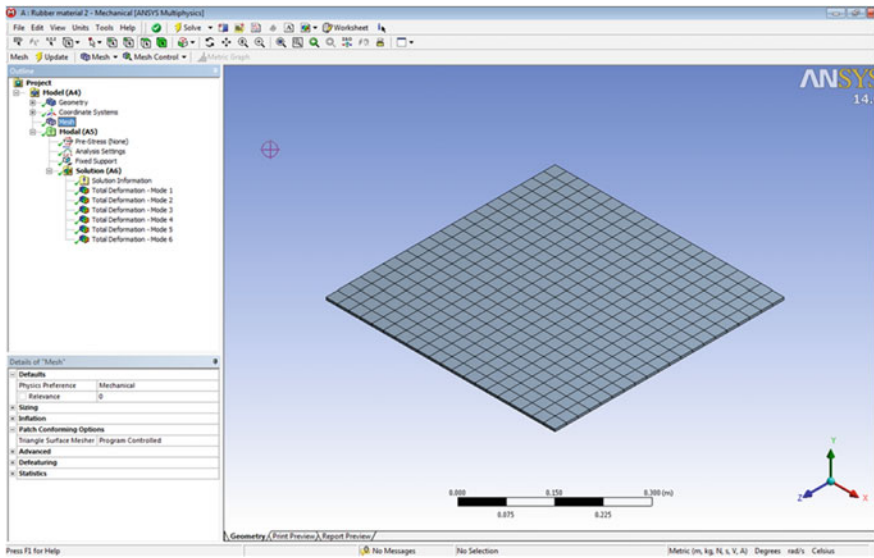 A : Rubber material 2 - Mechanical [ANSYS Multiphysics]
File Edit View Units Tools Help Solve Worksheet
Mesh Update Mesh Mesh Control Metric Graph
Outline
Project
Model (A4)
Geometry
Coordinate Systems
Mesh
Modal (A5)
Pre-Stress (None)
Analysis Settings
Fixed Support
Solution (A6)
Solution Information
Total Deformation - Mode 1
Total Deformation - Mode 2
Total Deformation - Mode 3
Total Deformation - Mode 4
Total Deformation - Mode 5
Total Deformation - Mode 6
Details of "Mesh"
Defaults
Physics Preference Mechanical
Relevance 0
Sizing
Inflation
Patch Conforming Options
Triangle Surface Mesher Program Controlled
Advanced
Defeaturing
Statistics
ANSYS
14.
Y
Z X
0.000 0.150 0.300 (m)
0.075 0.225
Geometry Print Preview Report Preview
Press F1 for Help No Messages No Selection Metric (m, kg, N, s, V, A) Degrees rad/s Celsius